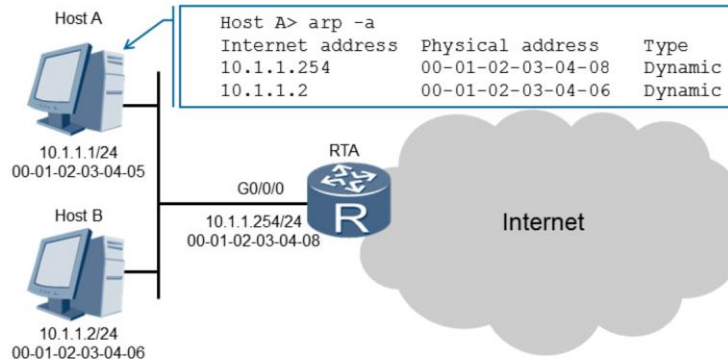 Host A
Host A> arp -a
Internet address Physical address Type
10.1.1.254 00-01-02-03-04-08 Dynamic
10.1.1.2 00-01-02-03-04-06 Dynamic
10.1.1.1/24
00-01-02-03-04-05
RTA
G0/0/0
10.1.1.254/24
00-01-02-03-04-08
R
Internet
Host B
10.1.1.2/24
00-01-02-03-04-06